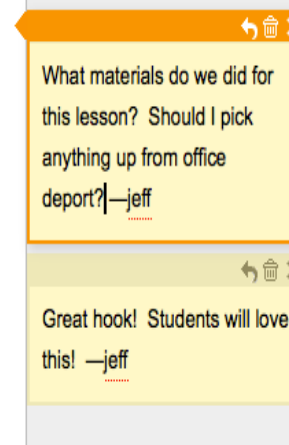 What materials do we did for
this lesson? Should I pick
anything up from office
deport?—jeff
Great hook! Students will love
this! —jeff